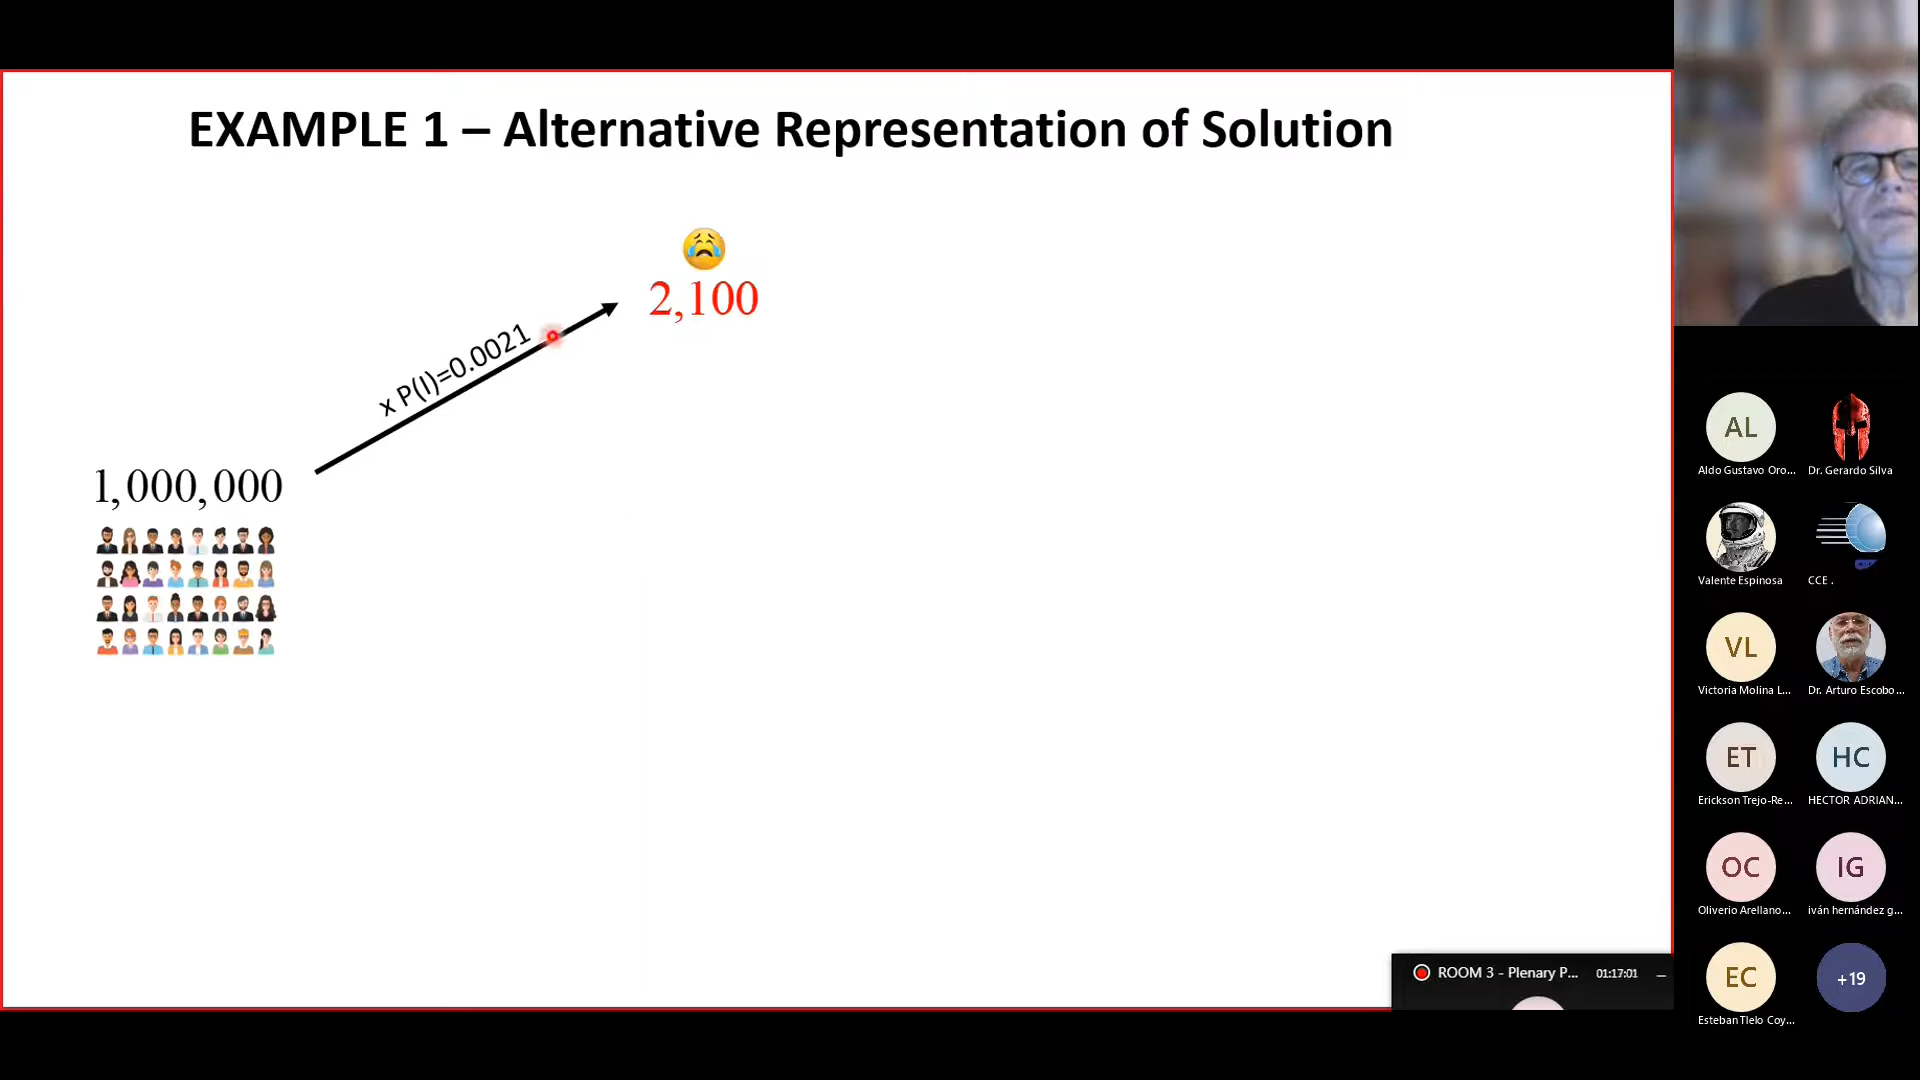 EXAMPLE 1 – Alternative Representation of Solution
2,100
x P(I)=0.0021
1,000,000
AL
Aldo Gustavo Oro...
Dr. Gerardo Silva
Valente Espinosa
CCE .
VL
Victoria Molina L...
Dr. Arturo Escobo...
ET
Erickson Trejo-Re...
HC
HECTOR ADRIAN...
OC
Oliverio Arellano...
IG
iván hernández g...
EC
Esteban Tlelo Coy...
+19
ROOM 3 - Plenary P... 01:17:01